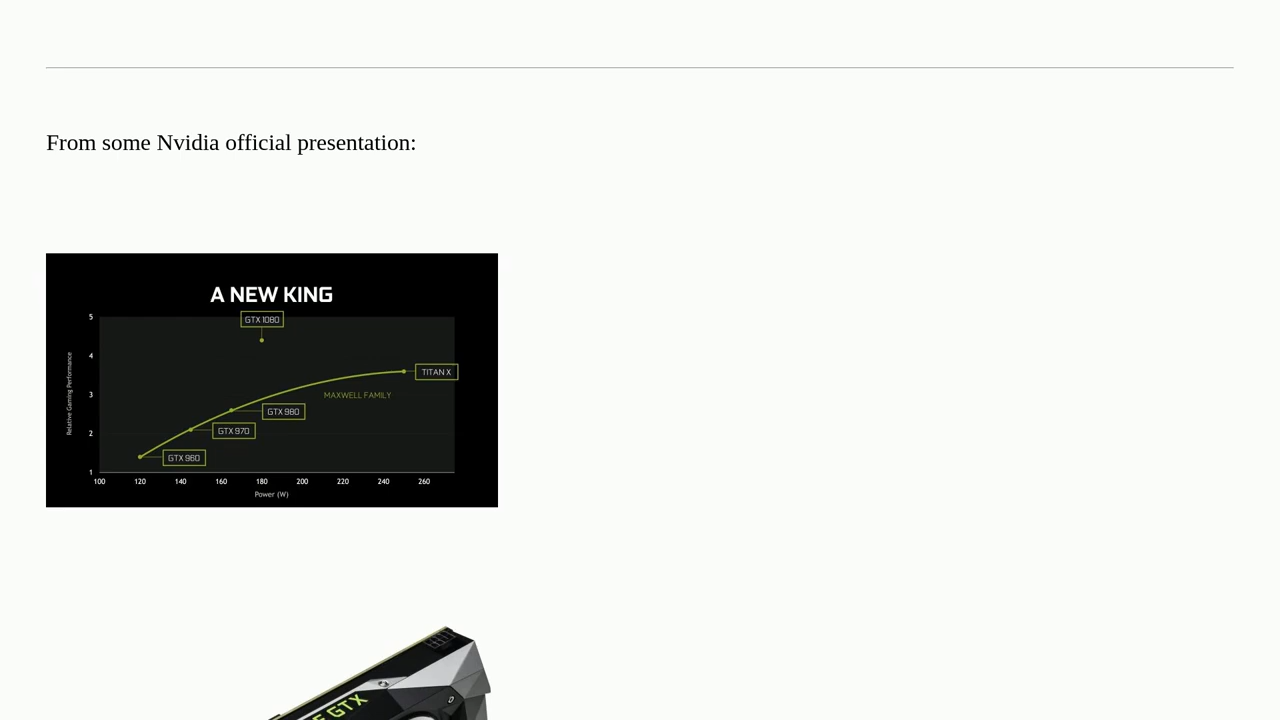 From some Nvidia official presentation:
A NEW KING
5
GTX 1080
4
TITAN X
3
MAXWELL FAMILY
GTX 980
2
GTX 970
GTX 960
1
Relative Gaming Performance
100 120 140 160 180 200 220 240 260
Power (W)
GTX